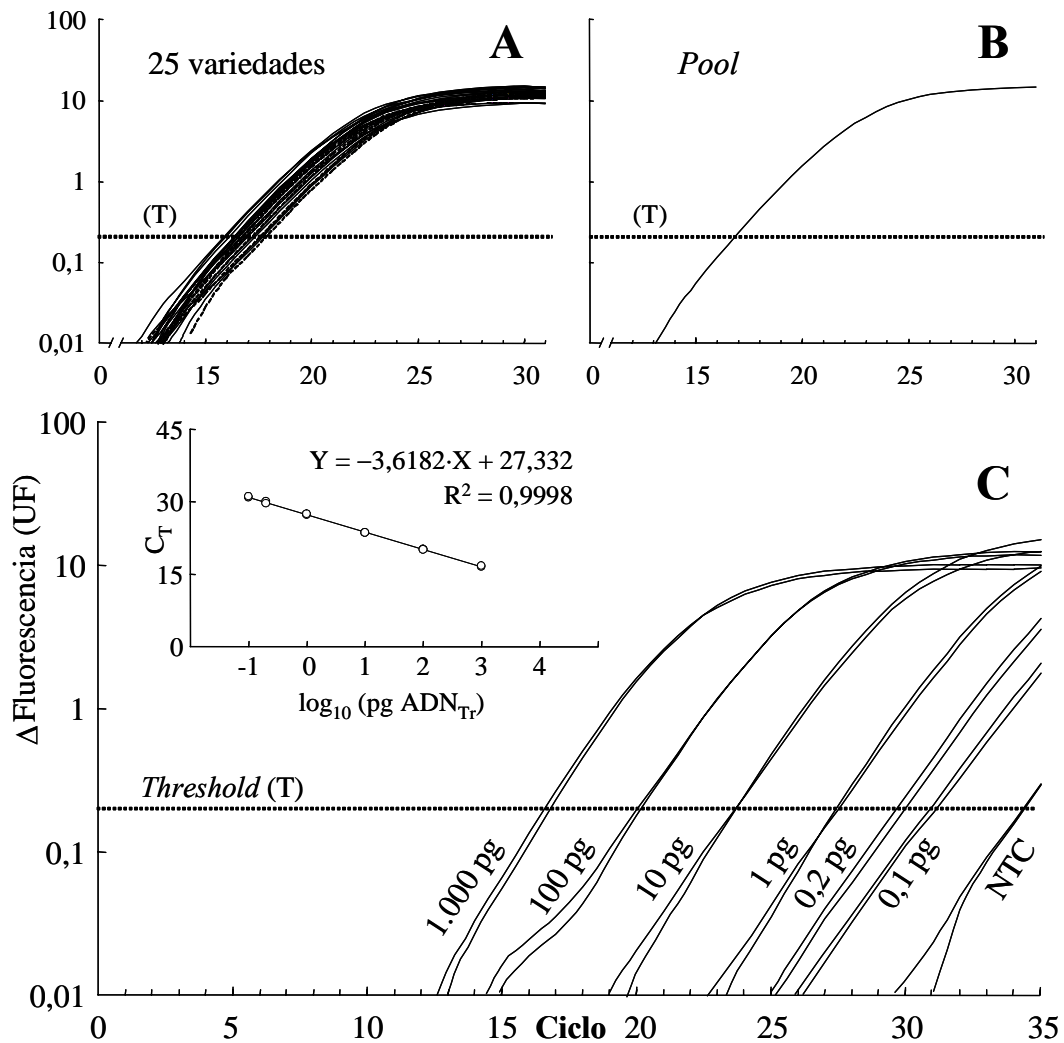 100
10
1
0,1
0,01
25 variedades
A
(T)
0
15
20
25
30
Pool
B
(T)
0
15
20
25
30
ΔFluorescencia (UF)
100
10
1
0,1
0,01
C
45
30
15
0
C_T
Y = −3,6182·X + 27,332
R² = 0,9998
-1
0
1
2
3
4
log₁₀ (pg ADN_Tr)
Threshold (T)
1.000 pg
100 pg
10 pg
1 pg
0,2 pg
0,1 pg
NTC
0
5
10
15
Ciclo
20
25
30
35